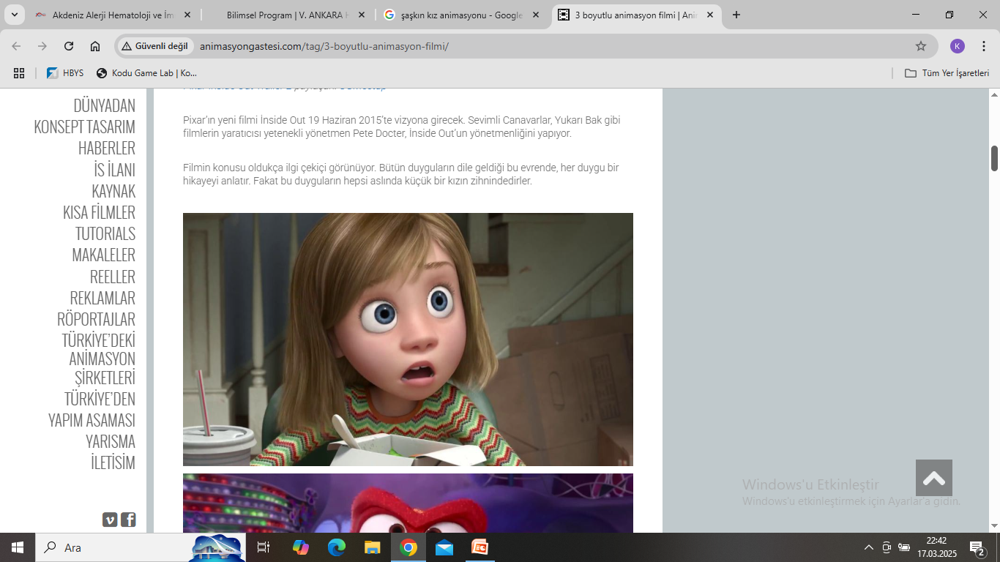 Akdeniz Alerji Hematoloji ve İm
Bilimsel Program | V. ANKARA H
şaşkın kız animasyonu - Google
3 boyutlu animasyon filmi | Ani
Güvenli değil
animasyongastesi.com/tag/3-boyutlu-animasyon-filmi/
K
HBYS
Kodu Game Lab | Ko...
Tüm Yer İşaretleri
DÜNYADAN
KONSEPT TASARIM
HABERLER
İS İLANI
KAYNAK
KISA FİLMLER
TUTORIALS
MAKALELER
REELLER
REKLAMLAR
RÖPORTAJLAR
TÜRKİYE'DEKİ
ANİMASYON
ŞİRKETLERİ
TÜRKİYE'DEN
YAPIM ASAMASI
YARISMA
İLETİSİM
Pixar'ın yeni filmi İnside Out 19 Haziran 2015'te vizyona girecek. Sevimli Canavarlar, Yukarı Bak gibi
filmlerin yaratıcısı yetenekli yönetmen Pete Docter, İnside Out'un yönetmenliğini yapıyor.
Filmin konusu oldukça ilgi çekiçi görünüyor. Bütün duyguların dile geldiği bu evrende, her duygu bir
hikayeyi anlatır. Fakat bu duyguların hepsi aslında küçük bir kızın zihnindedirler.
Windows'u Etkinleştir
Windows'u etkinleştirmek için Ayarlar'a gidin.
Ara
22:42
17.03.2025
2